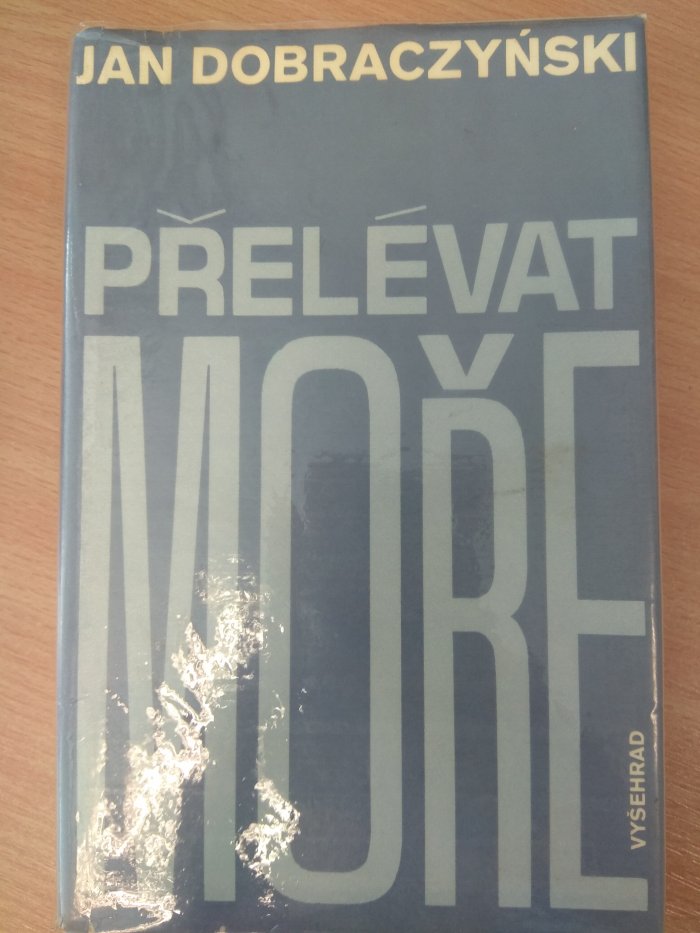 JAN DOBRACZYŃSKI
PŘELÉVAT
MOŘE
VYŠEHRAD